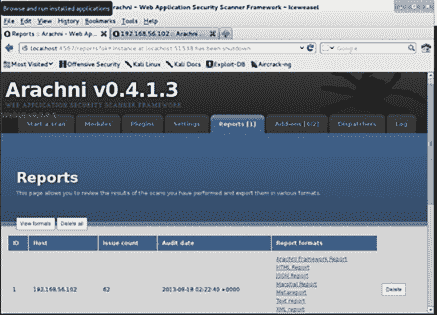 Browse and run installed applications
rachni - Web Application Security Scanner Framework - Iceweasel
File Edit View History Bookmarks Tools Help
Reports :: Arachni - Web Ap...
192.168.56.102 :: Arachni ...
Google
Most Visited
Offensive Security
Kali Linux
Kali Docs
Exploit-DB
Aircrack-ng
Arachni v0.4.1.3
WEB APPLICATION SECURITY SCANNER FRAMEWORK
Start a scan
Modules
Plugins
Settings
Reports [1]
Add-ons [0/2]
Dispatchers
Log
Reports
This page allows you to review the results of the scans you have performed and export them in various formats.
View formats
Delete all
ID Host Issue count Audit date Report formats
1 192.168.56.102 62 2013-09-19 02:22:40 +0000
Arachni Framework Report
HTML Report
JSON Report
Marshal Report
Metareport
Text report
XML report
Delete